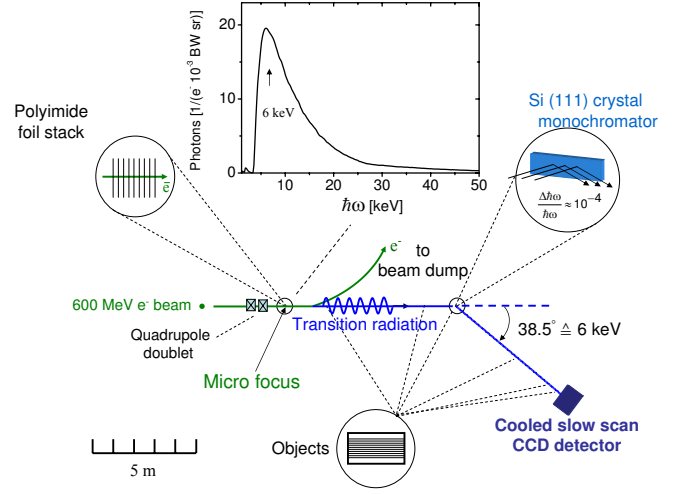 Photons [1/(e⁻ 10⁻³ BW sr)]
20
10
0
6 keV
0 10 20 30 40 50
ħω [keV]
Polyimide
foil stack
e̅
Si (111) crystal
monochromator
Δħω/ħω ≈ 10⁻⁴
e⁻
to
beam dump
600 MeV e⁻ beam
Transition radiation
38.5° ≙ 6 keV
Quadrupole
doublet
Micro focus
Objects
Cooled slow scan
CCD detector
5 m